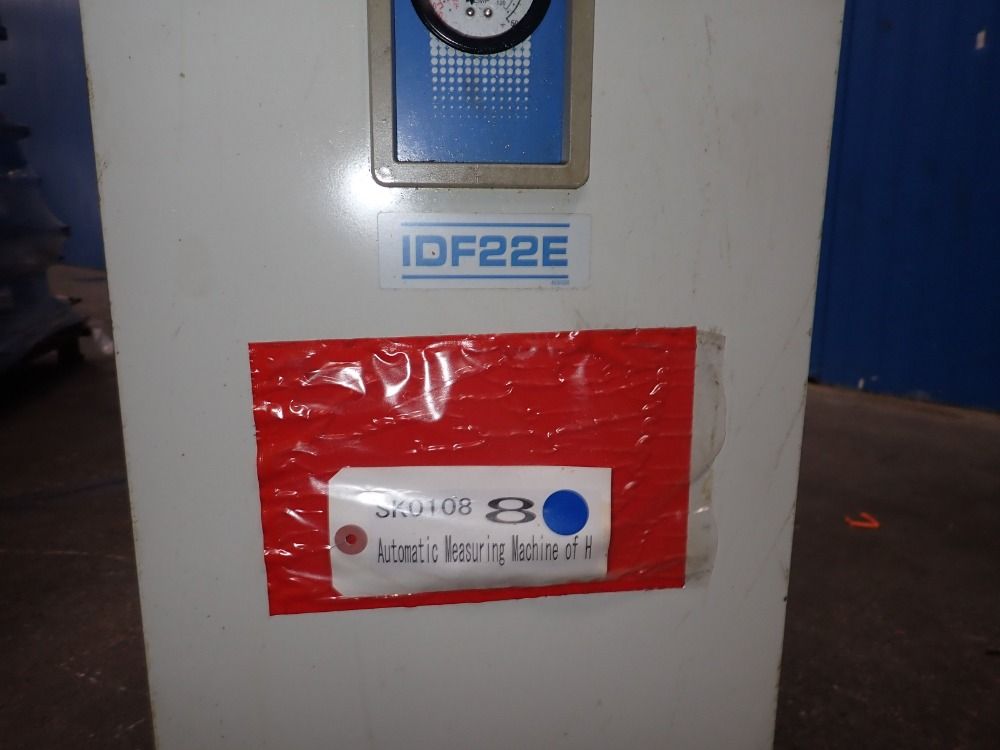 IDF22E
SK0108 8
Automatic Measuring Machine of H